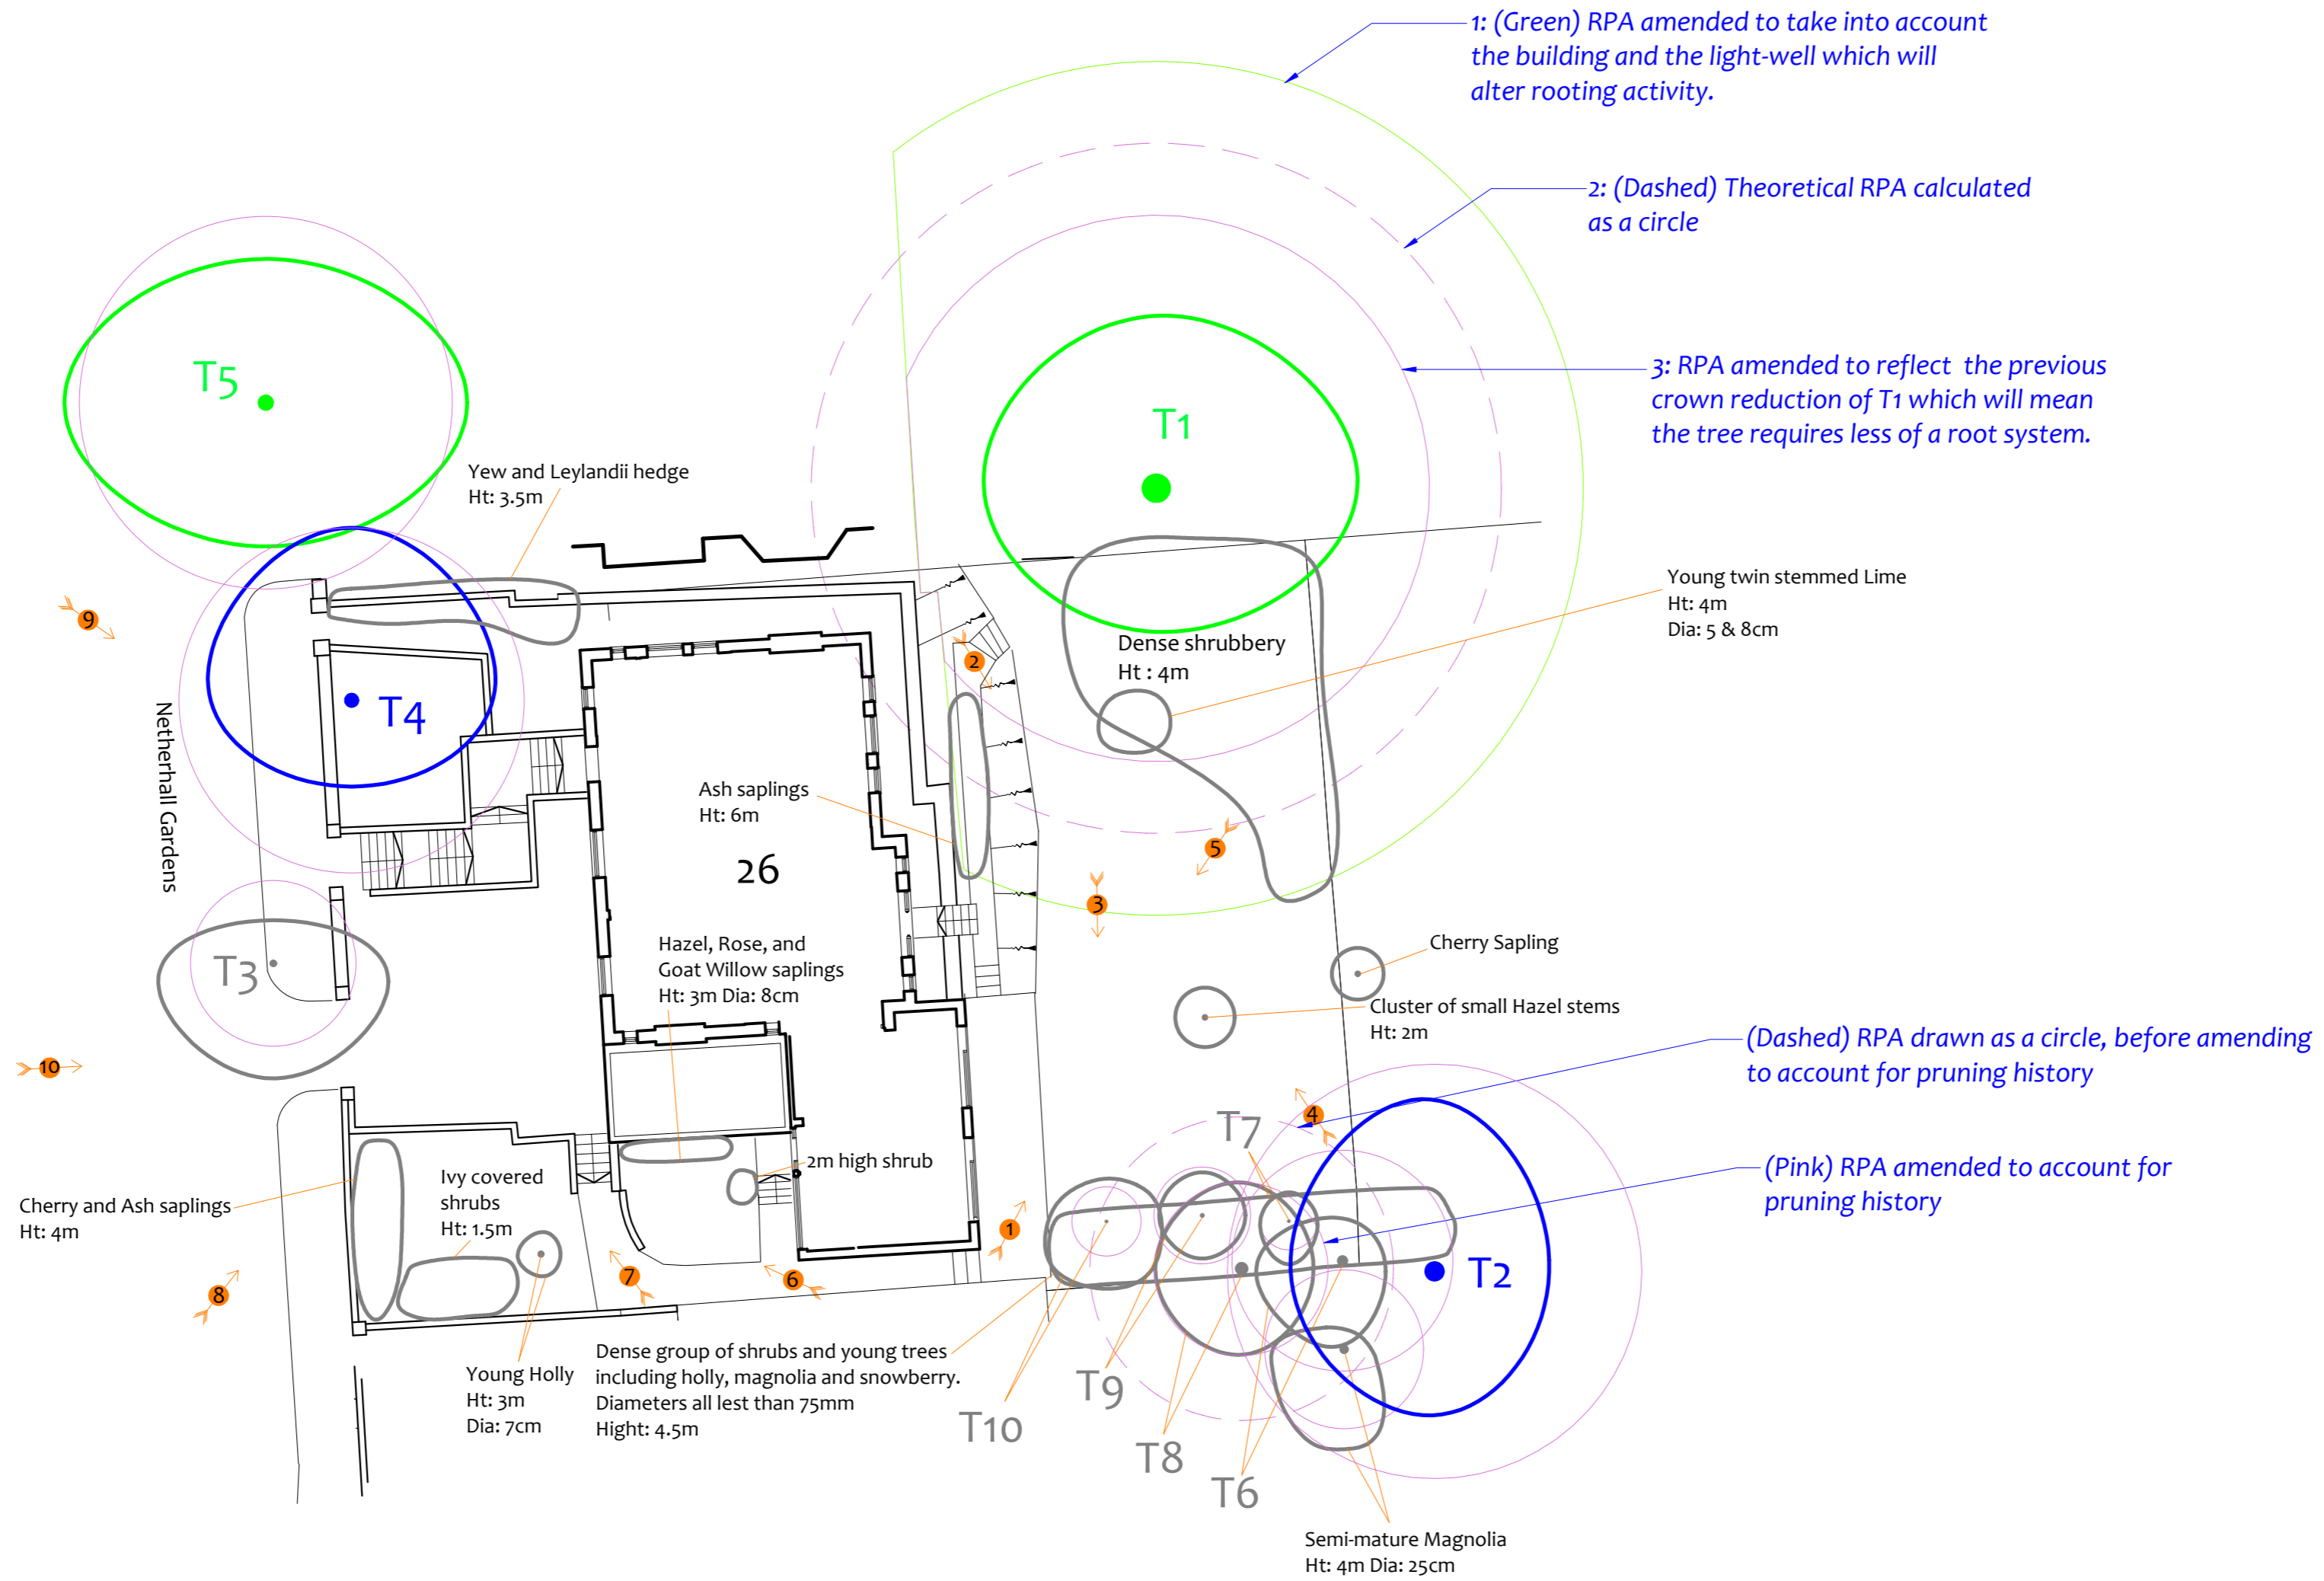 1: (Green) RPA amended to take into account
the building and the light-well which will
alter rooting activity.
2: (Dashed) Theoretical RPA calculated
as a circle
3: RPA amended to reflect the previous
crown reduction of T1 which will mean
the tree requires less of a root system.
T5
T1
Yew and Leylandii hedge
Ht: 3.5m
Young twin stemmed Lime
Ht: 4m
Dia: 5 & 8cm
9
Dense shrubbery
Ht : 4m
2
T4
Netherhall Gardens
Ash saplings
Ht: 6m
5
26
3
Hazel, Rose, and
Goat Willow saplings
Ht: 3m Dia: 8cm
Cherry Sapling
T3
Cluster of small Hazel stems
Ht: 2m
(Dashed) RPA drawn as a circle, before amending
to account for pruning history
10
4
T7
2m high shrub
(Pink) RPA amended to account for
pruning history
Cherry and Ash saplings
Ht: 4m
Ivy covered
shrubs
Ht: 1.5m
1
T2
7
6
8
Young Holly
Ht: 3m
Dia: 7cm
Dense group of shrubs and young trees
including holly, magnolia and snowberry.
Diameters all lest than 75mm
Hight: 4.5m
T10
T9
T8
T6
Semi-mature Magnolia
Ht: 4m Dia: 25cm